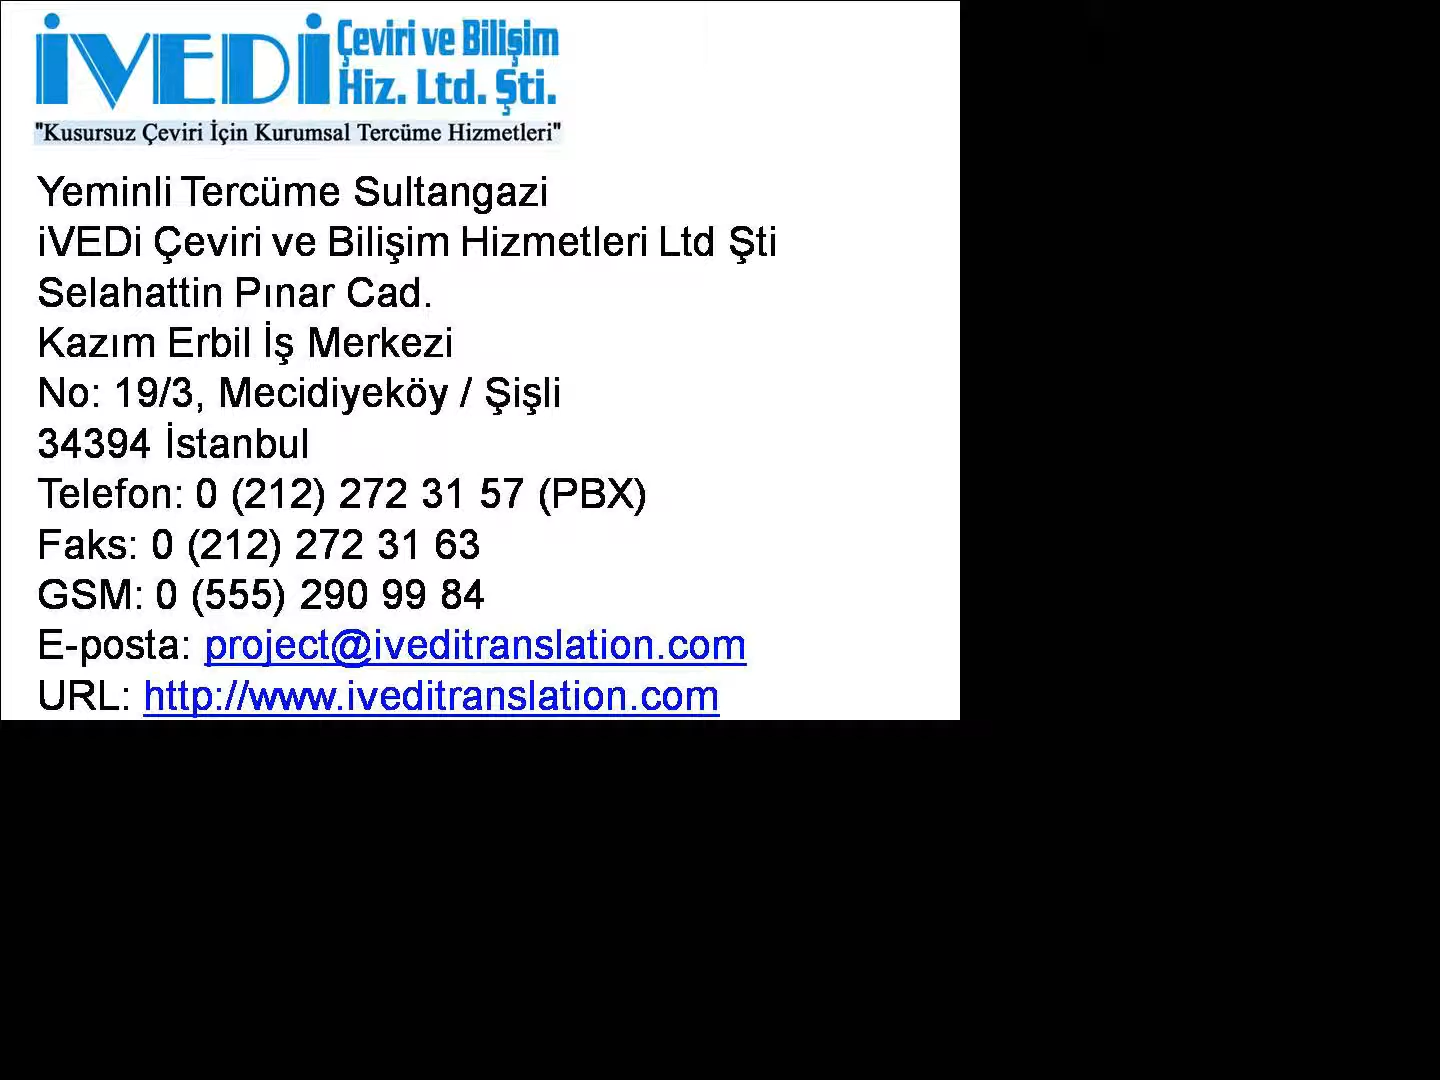 iVEDi Çeviri ve Bilişim
Hiz. Ltd. Şti.
"Kusursuz Çeviri İçin Kurumsal Tercüme Hizmetleri"
Yeminli Tercüme Sultangazi
iVEDi Çeviri ve Bilişim Hizmetleri Ltd Şti
Selahattin Pınar Cad.
Kazım Erbil İş Merkezi
No: 19/3, Mecidiyeköy / Şişli
34394 İstanbul
Telefon: 0 (212) 272 31 57 (PBX)
Faks: 0 (212) 272 31 63
GSM: 0 (555) 290 99 84
E-posta: project@iveditranslation.com
URL: http://www.iveditranslation.com